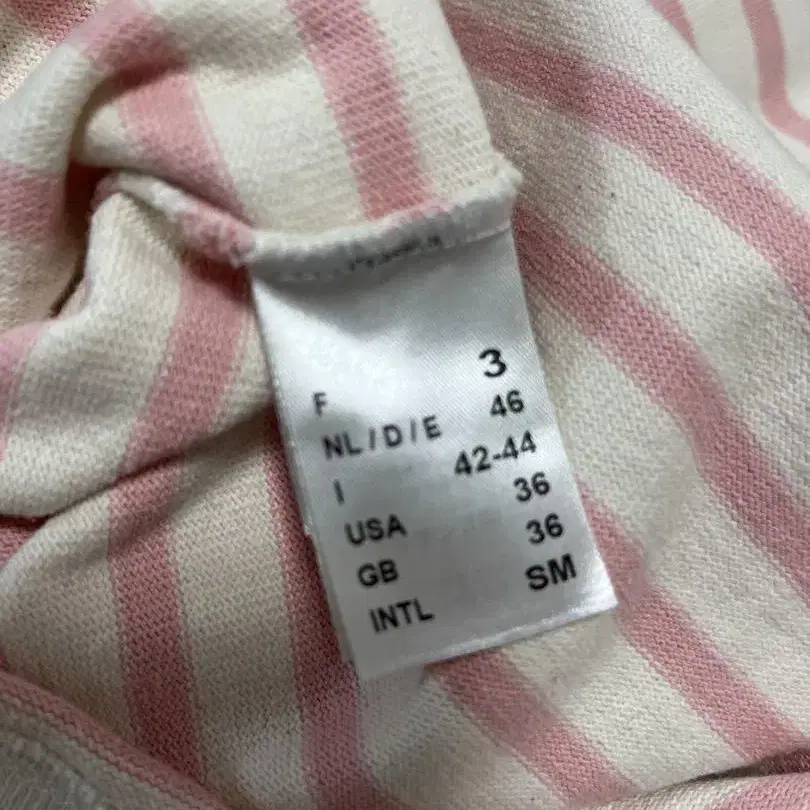 F 3
NL/D/E 46
I 42-44
USA 36
GB 36
INTL SM